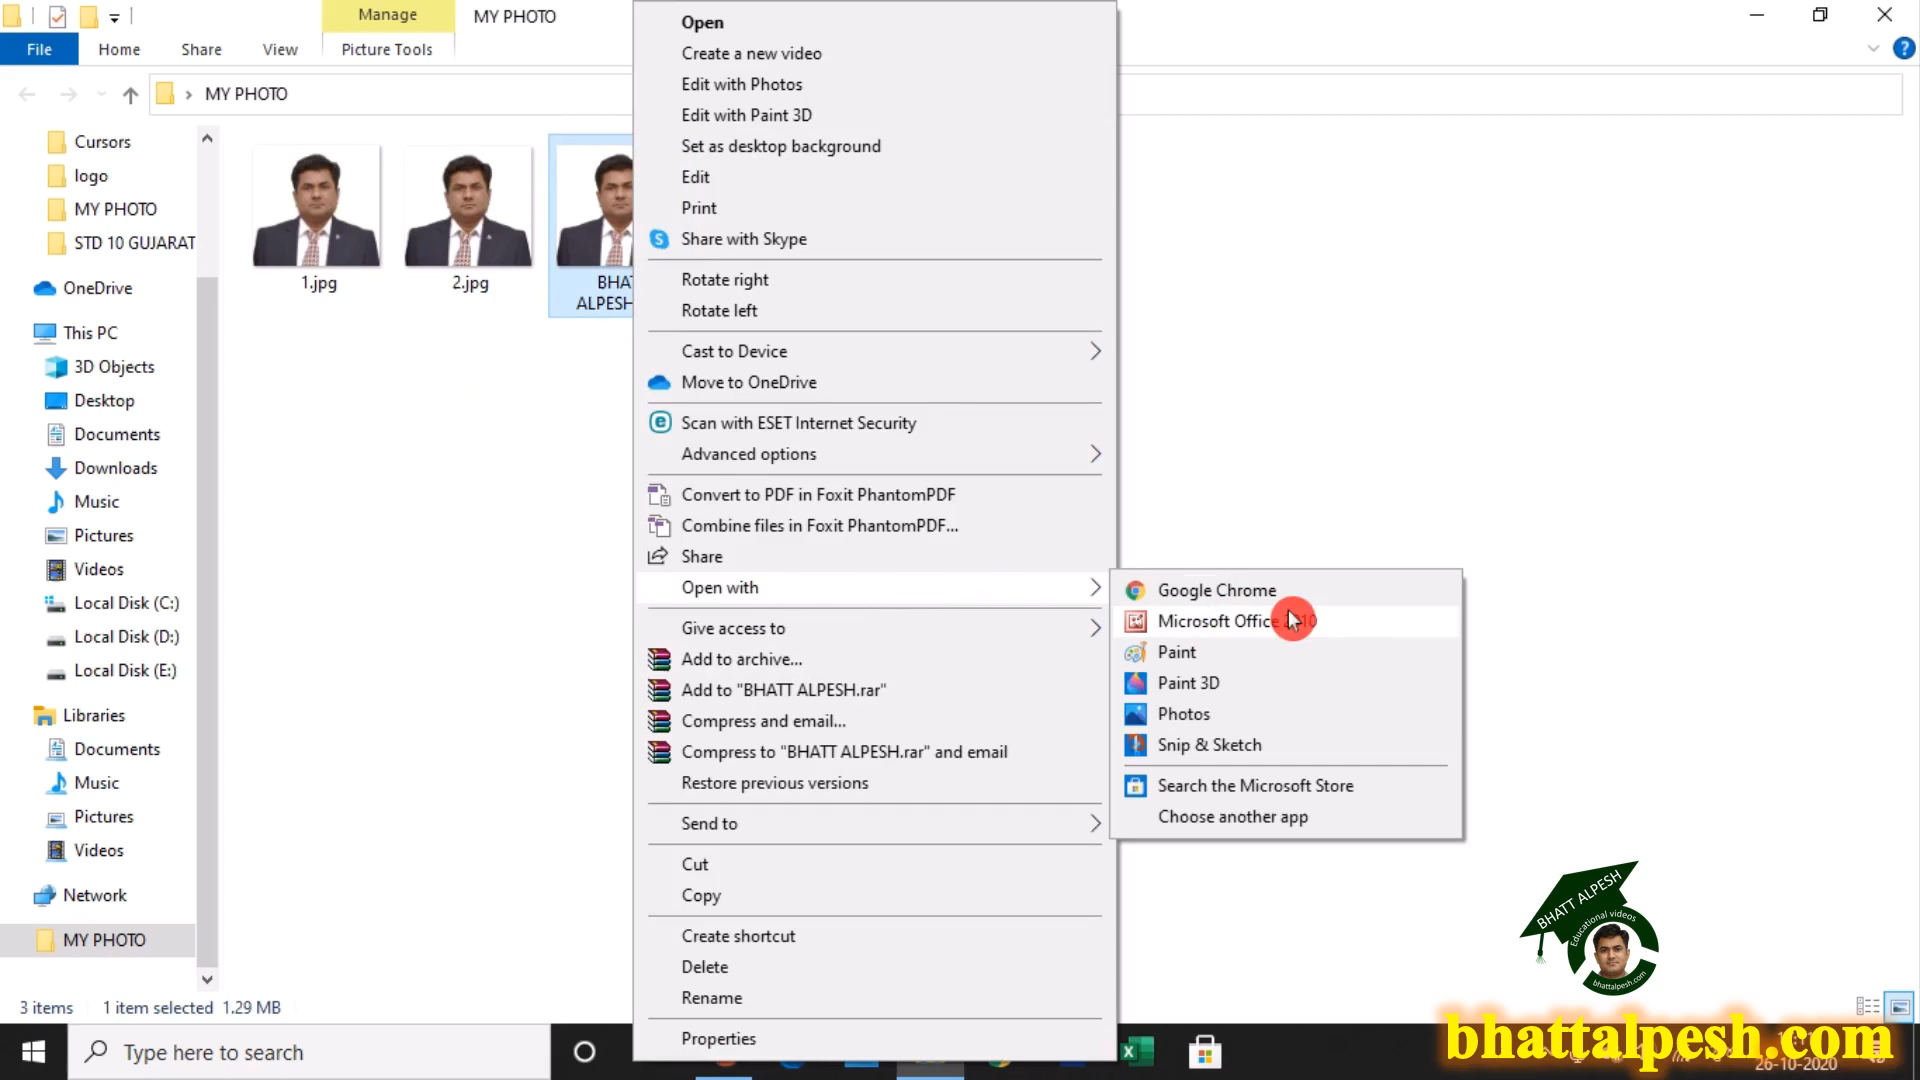 Manage
MY PHOTO
File
Home
Share
View
Picture Tools
MY PHOTO
Cursors
logo
MY PHOTO
STD 10 GUJARAT
OneDrive
This PC
3D Objects
Desktop
Documents
Downloads
Music
Pictures
Videos
Local Disk (C:)
Local Disk (D:)
Local Disk (E:)
Libraries
Documents
Music
Pictures
Videos
Network
MY PHOTO
3 items
1 item selected 1.29 MB
1.jpg
2.jpg
BHAT
ALPESH
Open
Create a new video
Edit with Photos
Edit with Paint 3D
Set as desktop background
Edit
Print
Share with Skype
Rotate right
Rotate left
Cast to Device
Move to OneDrive
Scan with ESET Internet Security
Advanced options
Convert to PDF in Foxit PhantomPDF
Combine files in Foxit PhantomPDF...
Share
Open with
Give access to
Add to archive...
Add to "BHATT ALPESH.rar"
Compress and email...
Compress to "BHATT ALPESH.rar" and email
Restore previous versions
Send to
Cut
Copy
Create shortcut
Delete
Rename
Properties
Google Chrome
Microsoft Office
Paint
Paint 3D
Photos
Snip & Sketch
Search the Microsoft Store
Choose another app
BHATT ALPESH
Educational videos
bhattalpesh.com
bhattalpesh.com
Type here to search
26-10-2020